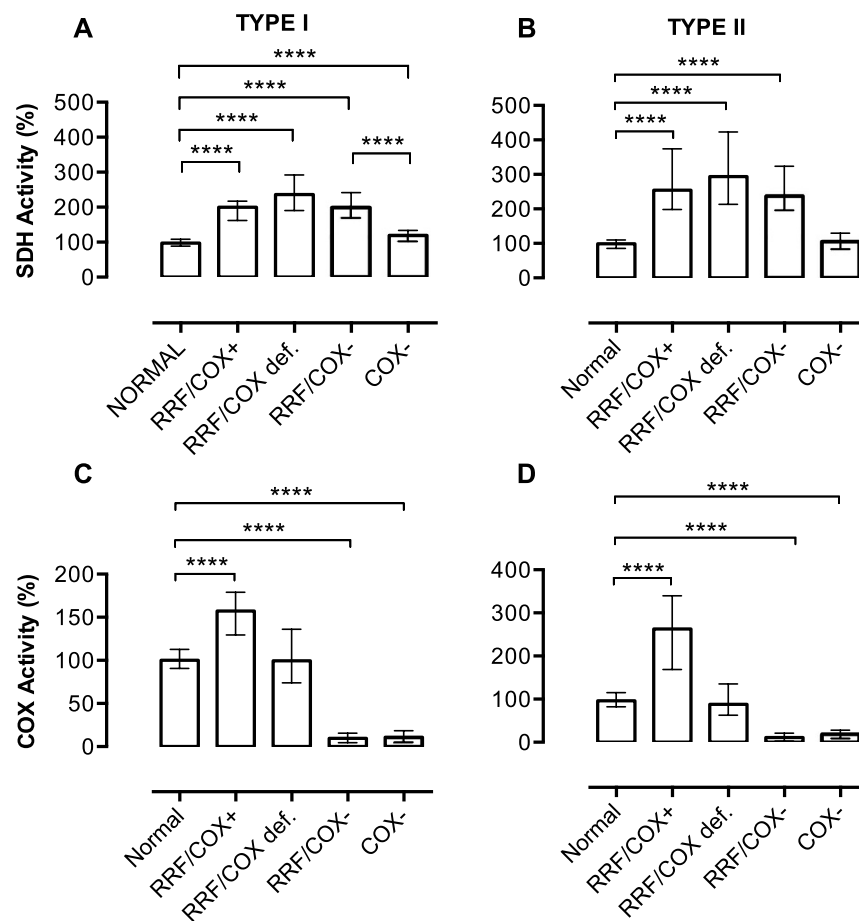 A
TYPE I
****
****
****
****
****
SDH Activity (%)
500
400
300
200
100
0
NORMAL
RRF/COX+
RRF/COX def.
RRF/COX-
COX-
B
TYPE II
****
****
****
500
400
300
200
100
0
Normal
RRF/COX+
RRF/COX def.
RRF/COX-
COX-
C
****
****
****
COX Activity (%)
200
150
100
50
0
Normal
RRF/COX+
RRF/COX def.
RRF/COX-
COX-
D
****
****
****
400
300
200
100
0
Normal
RRF/COX+
RRF/COX def.
RRF/COX-
COX-